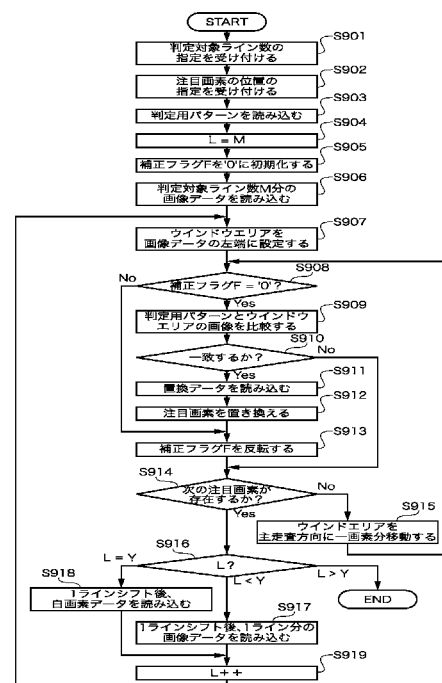 START
S901
判定対象ライン数の
指定を受け付ける
S902
注目画素の位置の
指定を受け付ける
S903
判定用パターンを読み込む
S904
L = M
S905
補正フラグFを'0'に初期化する
S906
判定対象ライン数M分の
画像データを読み込む
S907
ウインドウエリアを
画像データの左端に設定する
S908
補正フラグF = '0'?
No
Yes
S909
判定用パターンとウインドウ
エリアの画像を比較する
S910
一致するか?
No
Yes
S911
置換データを読み込む
S912
注目画素を置き換える
S913
補正フラグFを反転する
S914
次の注目画素が
存在するか?
No
Yes
S915
ウインドエリアを
主走査方向に一画素分移動する
S916
L?
L = Y
L < Y
L > Y
END
S918
1ラインシフト後、
白画素データを読み込む
S917
1ラインシフト後、1ライン分の
画像データを読み込む
S919
L++